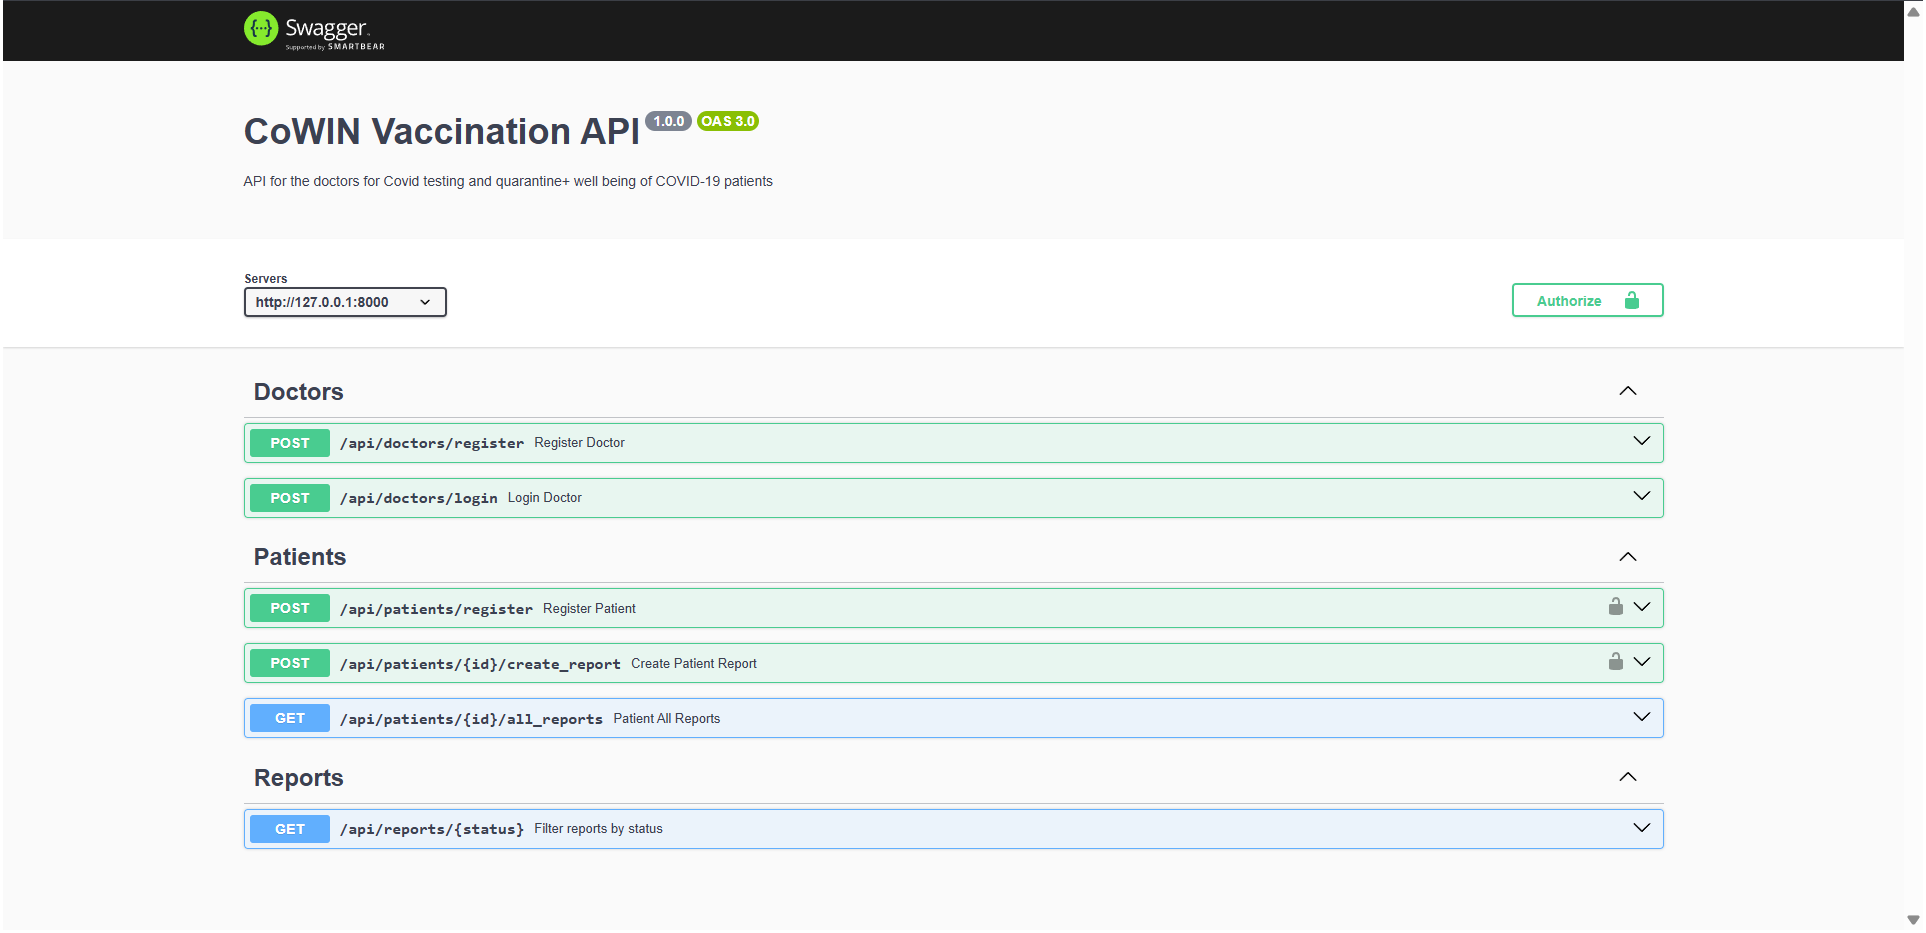 Swagger
Supported by SMARTBEAR
CoWIN Vaccination API 1.0.0 OAS 3.0
API for the doctors for Covid testing and quarantine+ well being of COVID-19 patients
Servers
http://127.0.0.1:8000
Authorize
Doctors
POST /api/doctors/register Register Doctor
POST /api/doctors/login Login Doctor
Patients
POST /api/patients/register Register Patient
POST /api/patients/{id}/create_report Create Patient Report
GET /api/patients/{id}/all_reports Patient All Reports
Reports
GET /api/reports/{status} Filter reports by status